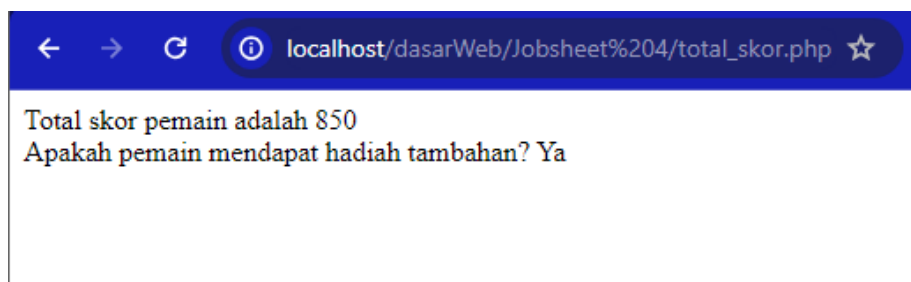 localhost/dasarWeb/Jobsheet%204/total_skor.php
Total skor pemain adalah 850
Apakah pemain mendapat hadiah tambahan? Ya